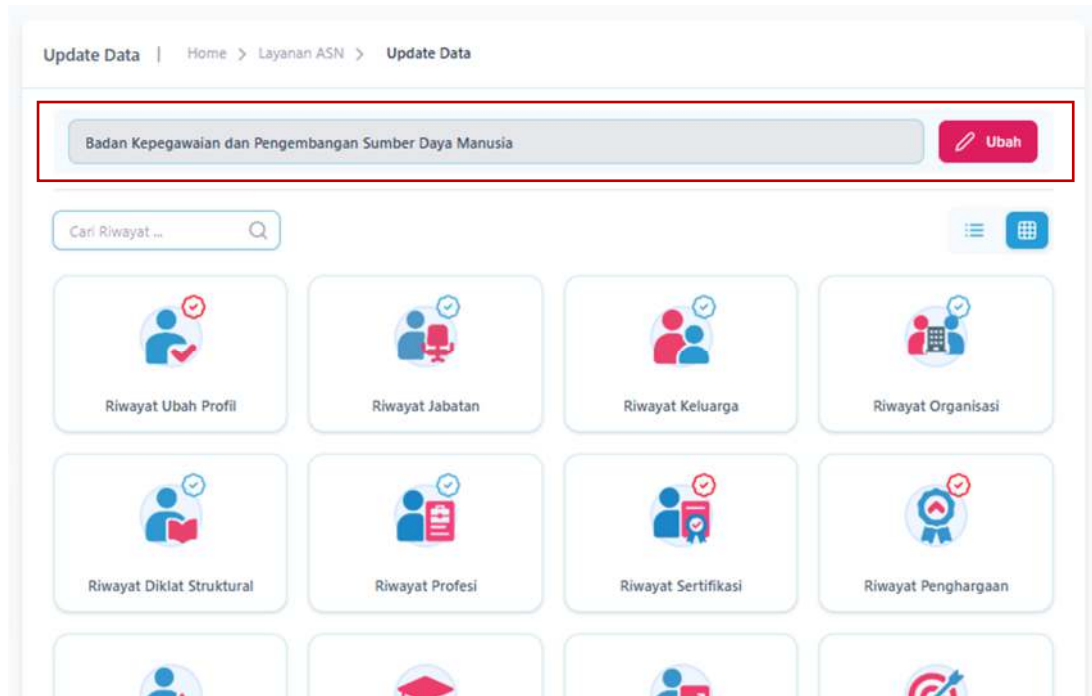 Update Data | Home > Layanan ASN > Update Data
Badan Kepegawaian dan Pengembangan Sumber Daya Manusia
Ubah
Cari Riwayat ...
Riwayat Ubah Profil
Riwayat Jabatan
Riwayat Keluarga
Riwayat Organisasi
Riwayat Diklat Struktural
Riwayat Profesi
Riwayat Sertifikasi
Riwayat Penghargaan